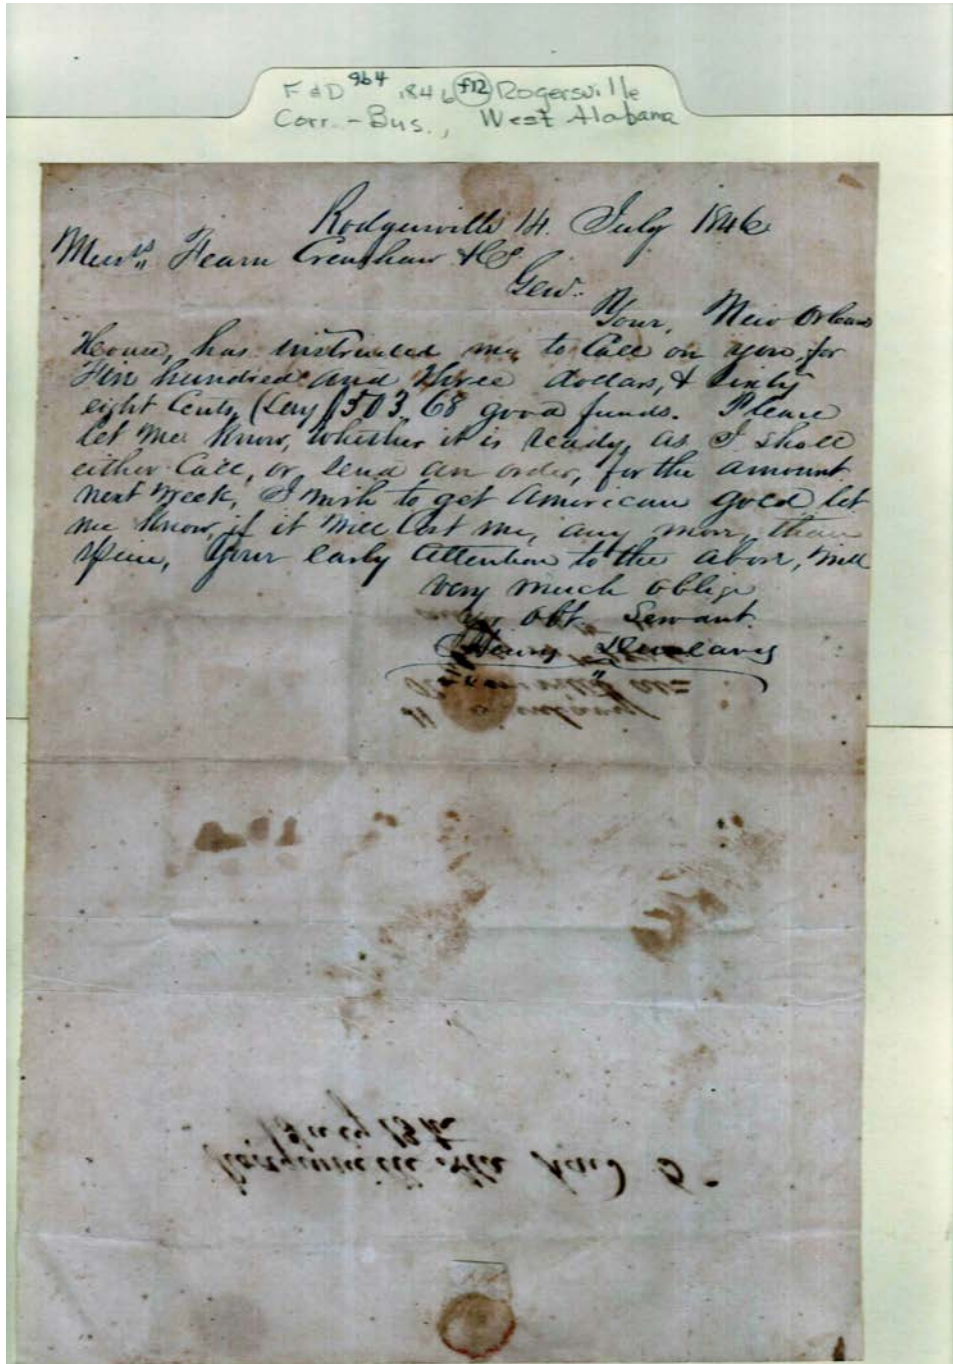 F & D 964 1846 f12 Rogersville
Corr. - Bus., West Alabama
Rodgersville 14. July 1846
Messrs Fearn Crenshaw & Co
Gen.
Your, New Orleans
House, has instructed me, to Call on you, for
five hundred and three dollars, & Sixty
eight Cents, (say $503.68 good funds. Please
let me know, whether it is ready, as I shall
either Call, or, send an order, for the amount
next week, I wish to get American gold let
me know, if it will Cost me, any more, than
Your early attention to the above, will
very much oblige
Yr Obt. Servant.
Henry
July 13th